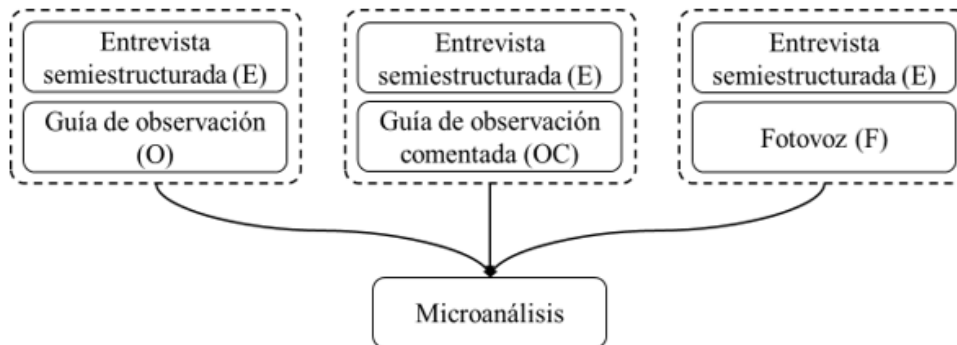 Entrevista
semiestructurada (E)
Guía de observación
(O)
Entrevista
semiestructurada (E)
Guía de observación
comentada (OC)
Entrevista
semiestructurada (E)
Fotovoz (F)
Microanálisis